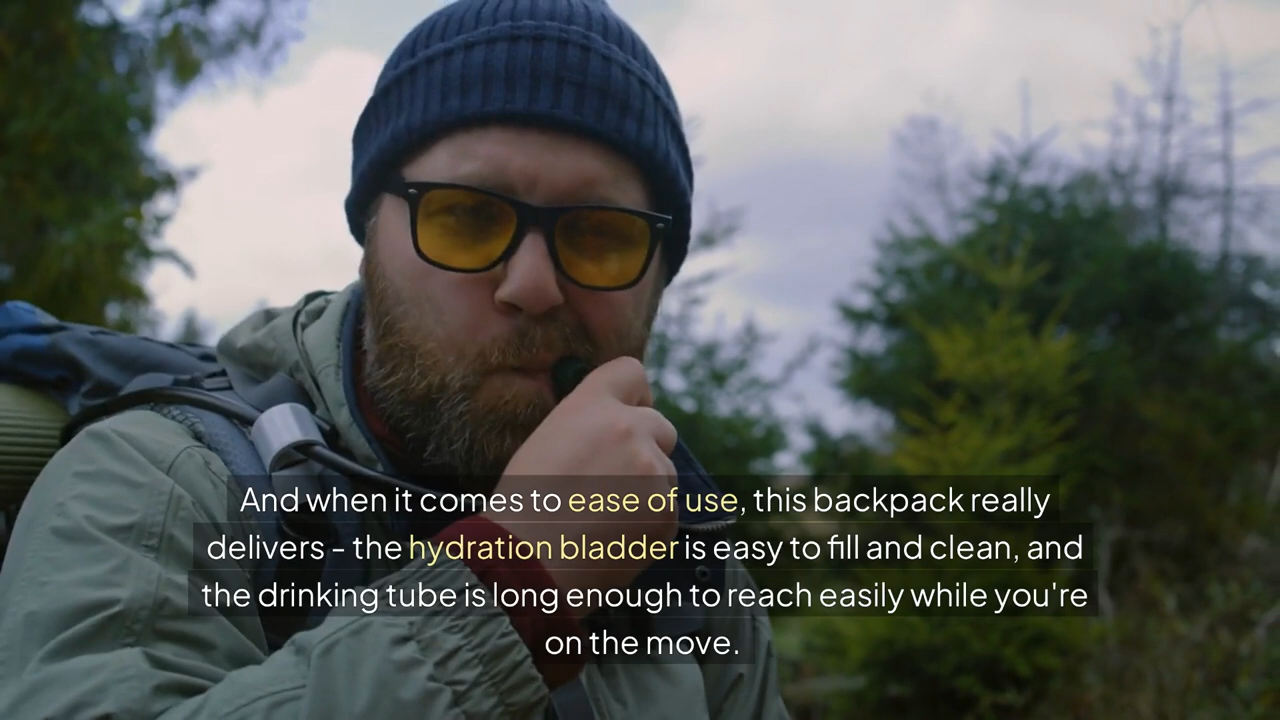 And when it comes to ease of use, this backpack really
delivers - the hydration bladder is easy to fill and clean, and
the drinking tube is long enough to reach easily while you're
on the move.